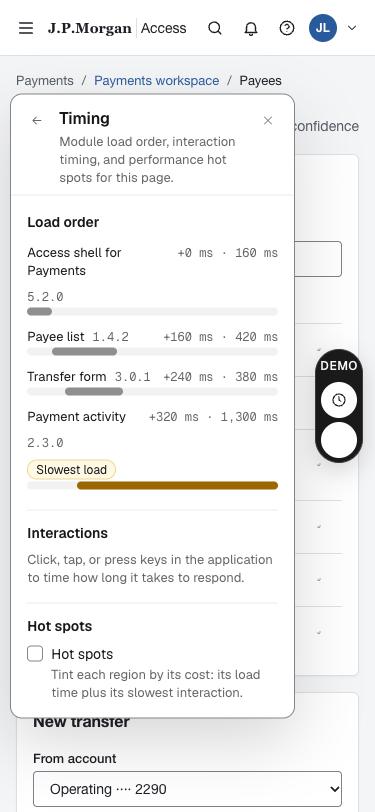 J.P.Morgan Access JL
Payments / Payments workspace / Payees
confidence
Timing
Module load order, interaction
timing, and performance hot
spots for this page.
Load order
Access shell for +0 ms · 160 ms
Payments
5.2.0
Payee list 1.4.2 +160 ms · 420 ms
Transfer form 3.0.1 +240 ms · 380 ms
Payment activity +320 ms · 1,300 ms
2.3.0
Slowest load
Interactions
Click, tap, or press keys in the application
to time how long it takes to respond.
Hot spots
Hot spots
Tint each region by its cost: its load
time plus its slowest interaction.
DEMO
New transfer
From account
Operating ···· 2290